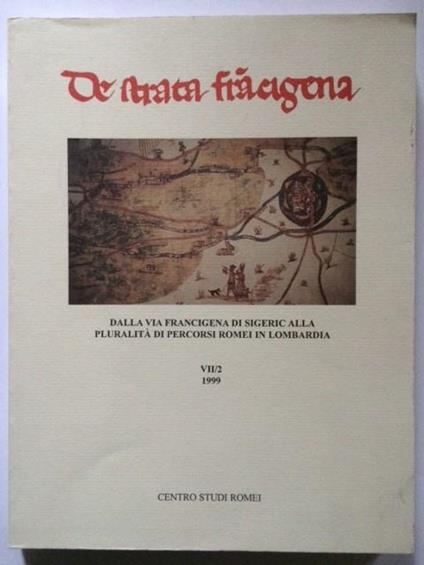 De strata frãcigena
DALLA VIA FRANCIGENA DI SIGERIC ALLA
PLURALITÀ DI PERCORSI ROMEI IN LOMBARDIA
VII/2
1999
CENTRO STUDI ROMEI